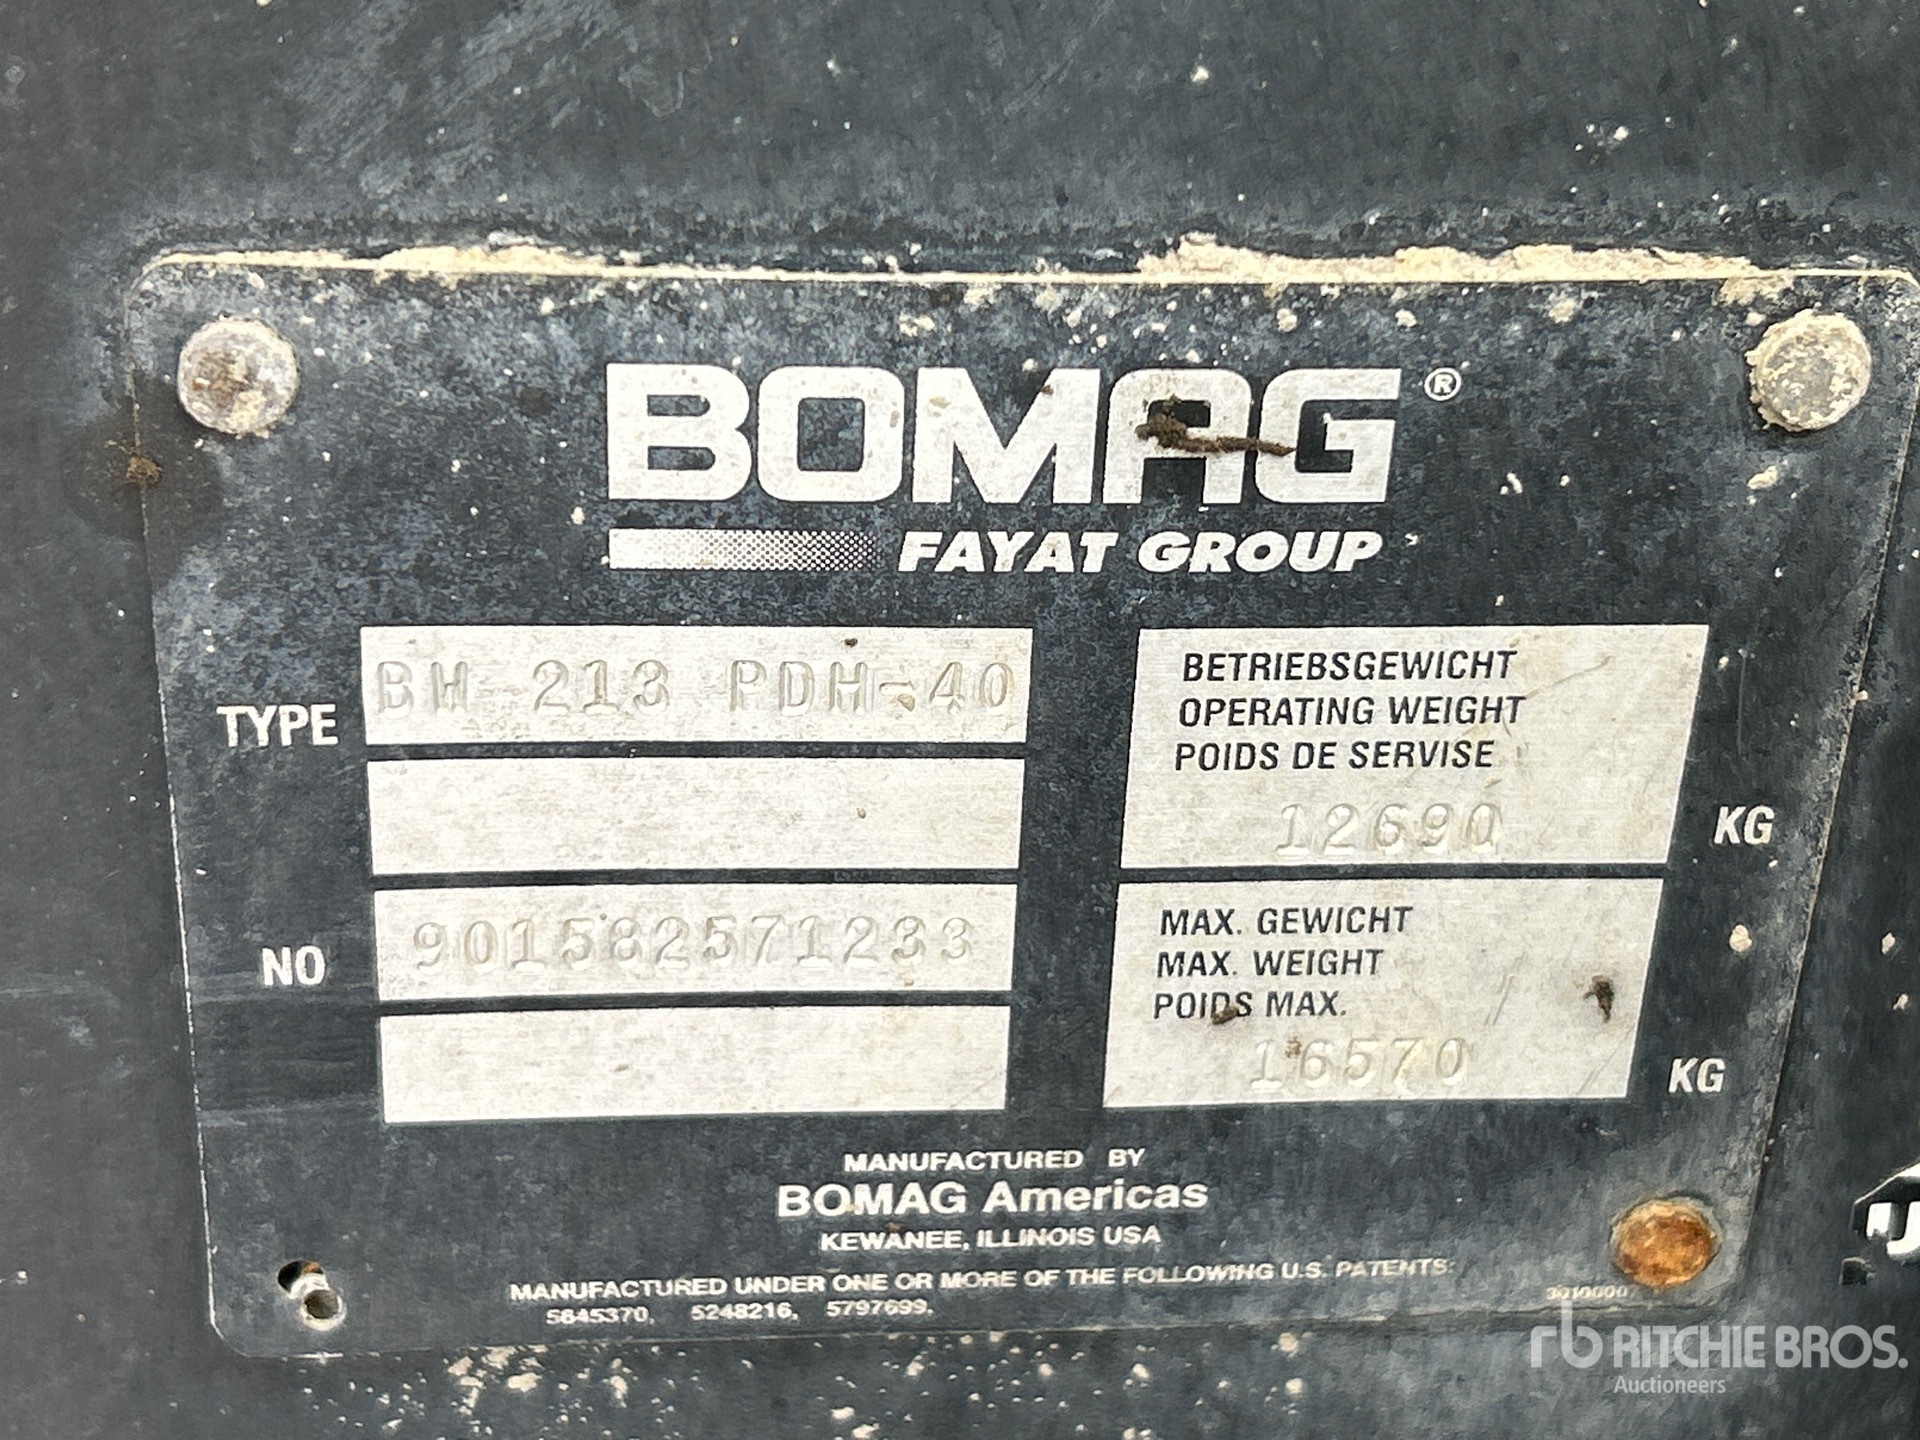 BOMAG®
FAYAT GROUP
TYPE BW 213 PDH-40
NO 901582571233
BETRIEBSGEWICHT
OPERATING WEIGHT
POIDS DE SERVISE
12690 KG
MAX. GEWICHT
MAX. WEIGHT
POIDS MAX.
16570 KG
MANUFACTURED BY
BOMAG Americas
KEWANEE, ILLINOIS USA
MANUFACTURED UNDER ONE OR MORE OF THE FOLLOWING U.S. PATENTS:
5645370, 5248216, 5797699.
rb RITCHIE BROS.
Auctioneers